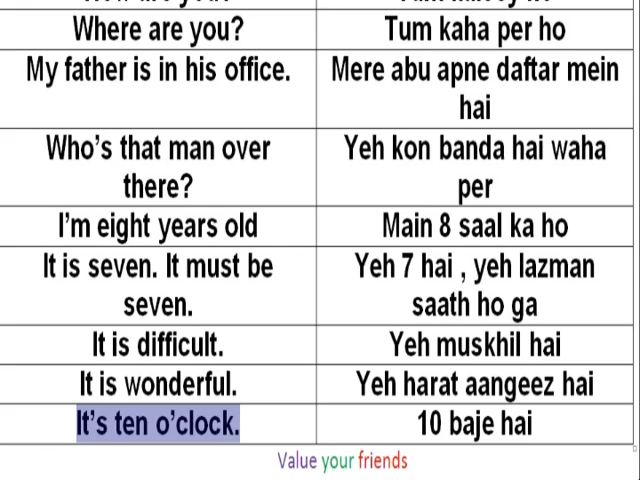 Where are you? Tum kaha per ho
My father is in his office. Mere abu apne daftar mein
hai
Who's that man over Yeh kon banda hai waha
there? per
I'm eight years old Main 8 saal ka ho
It is seven. It must be Yeh 7 hai , yeh lazman
seven. saath ho ga
It is difficult. Yeh muskhil hai
It is wonderful. Yeh harat aangeez hai
It's ten o'clock. 10 baje hai
Value your friends